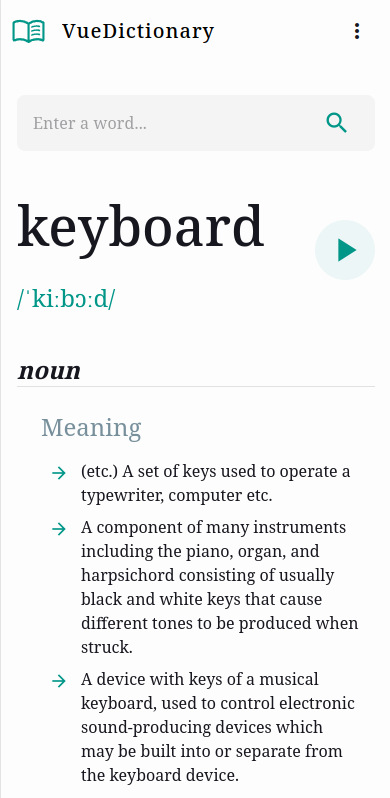 VueDictionary
Enter a word...
keyboard
/ˈkiːbɔːd/
noun
Meaning
(etc.) A set of keys used to operate a
typewriter, computer etc.
A component of many instruments
including the piano, organ, and
harpsichord consisting of usually
black and white keys that cause
different tones to be produced when
struck.
A device with keys of a musical
keyboard, used to control electronic
sound-producing devices which
may be built into or separate from
the keyboard device.